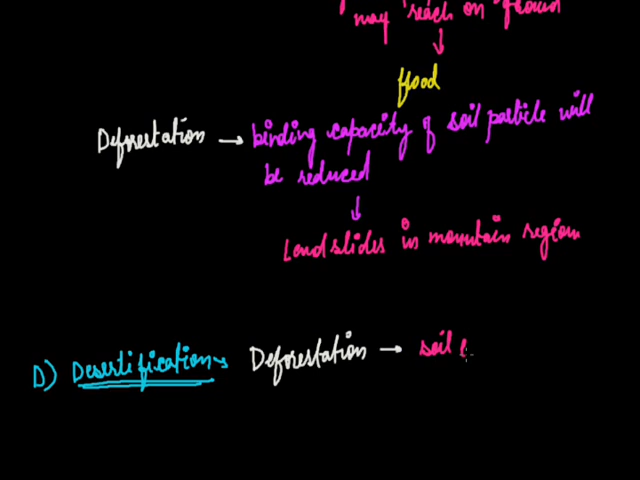 may reach on ground
↓
flood
Deforestation → binding capacity of soil particle will
be reduced
↓
Landslides in mountain region
D) Desertification → Deforestation → soil